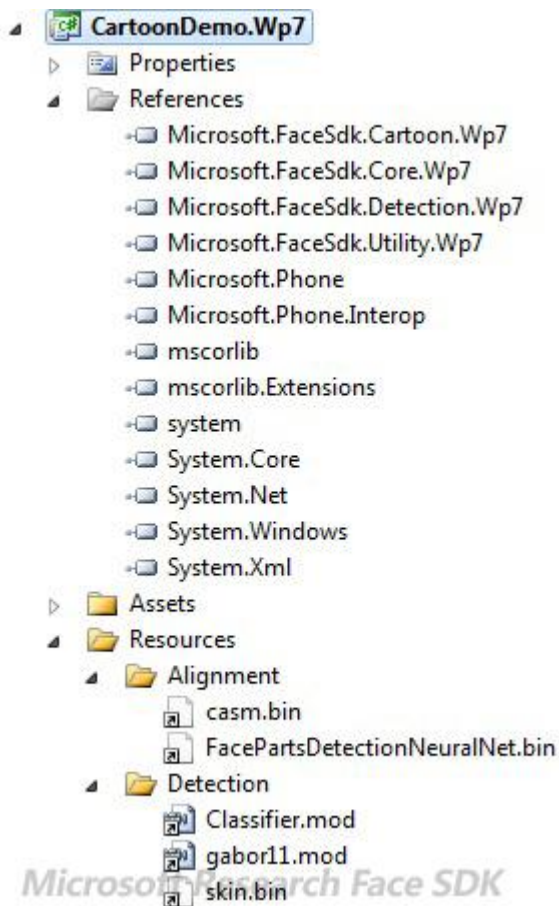 CartoonDemo.Wp7
Properties
References
Microsoft.FaceSdk.Cartoon.Wp7
Microsoft.FaceSdk.Core.Wp7
Microsoft.FaceSdk.Detection.Wp7
Microsoft.FaceSdk.Utility.Wp7
Microsoft.Phone
Microsoft.Phone.Interop
mscorlib
mscorlib.Extensions
system
System.Core
System.Net
System.Windows
System.Xml
Assets
Resources
Alignment
casm.bin
FacePartsDetectionNeuralNet.bin
Detection
Classifier.mod
gabor11.mod
Microsoft Research Face SDK
skin.bin